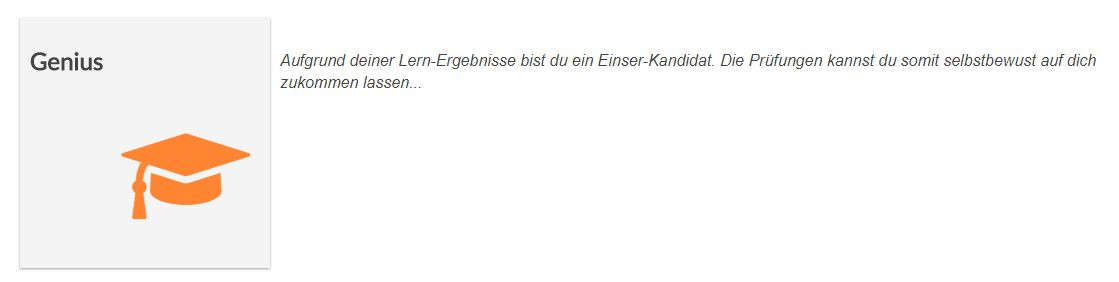 Genius
Aufgrund deiner Lern-Ergebnisse bist du ein Einser-Kandidat. Die Prüfungen kannst du somit selbstbewust auf dich
zukommen lassen...